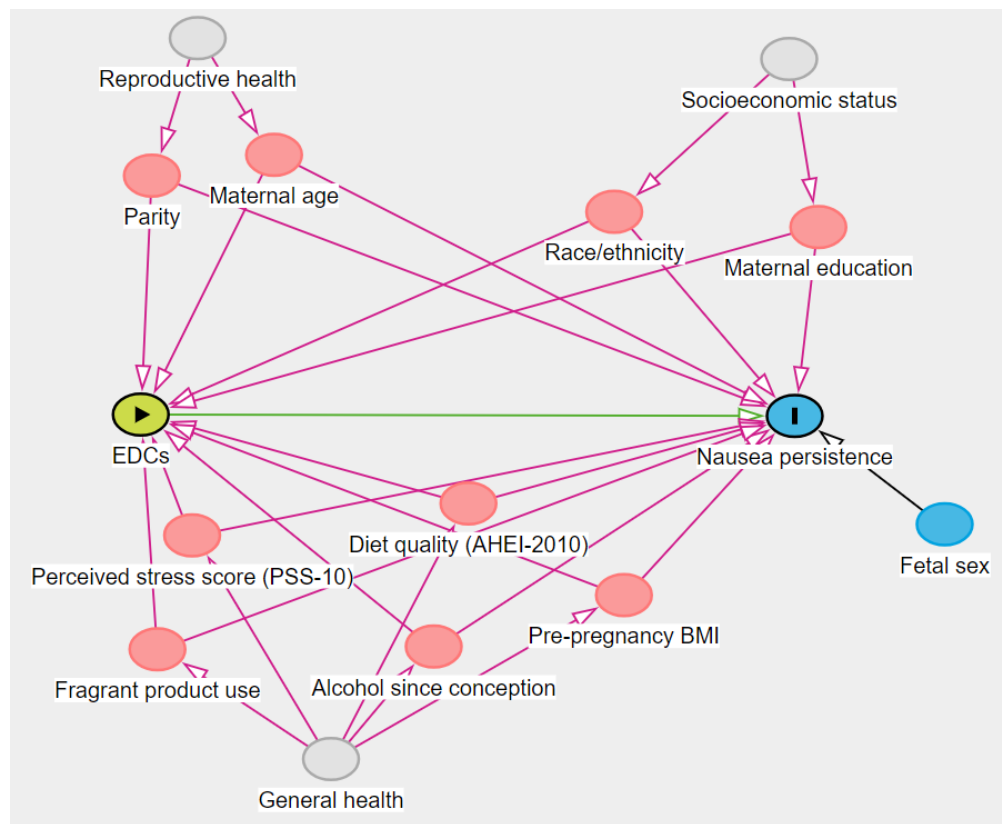 Reproductive health
Socioeconomic status
Maternal age
Parity
Race/ethnicity
Maternal education
EDCs
Nausea persistence
Diet quality (AHEI-2010)
Fetal sex
Perceived stress score (PSS-10)
Pre-pregnancy BMI
Fragrant product use
Alcohol since conception
General health